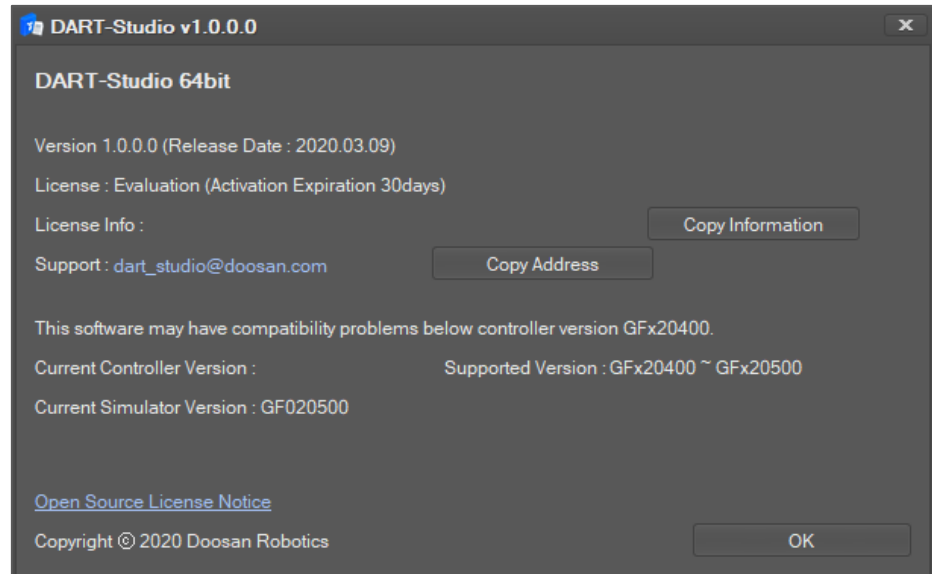 DART-Studio v1.0.0.0
DART-Studio 64bit
Version 1.0.0.0 (Release Date : 2020.03.09)
License : Evaluation (Activation Expiration 30days)
License Info : Copy Information
Support : dart_studio@doosan.com Copy Address
This software may have compatibility problems below controller version GFx20400.
Current Controller Version : Supported Version : GFx20400 ~ GFx20500
Current Simulator Version : GF020500
Open Source License Notice
Copyright ⓒ 2020 Doosan Robotics OK